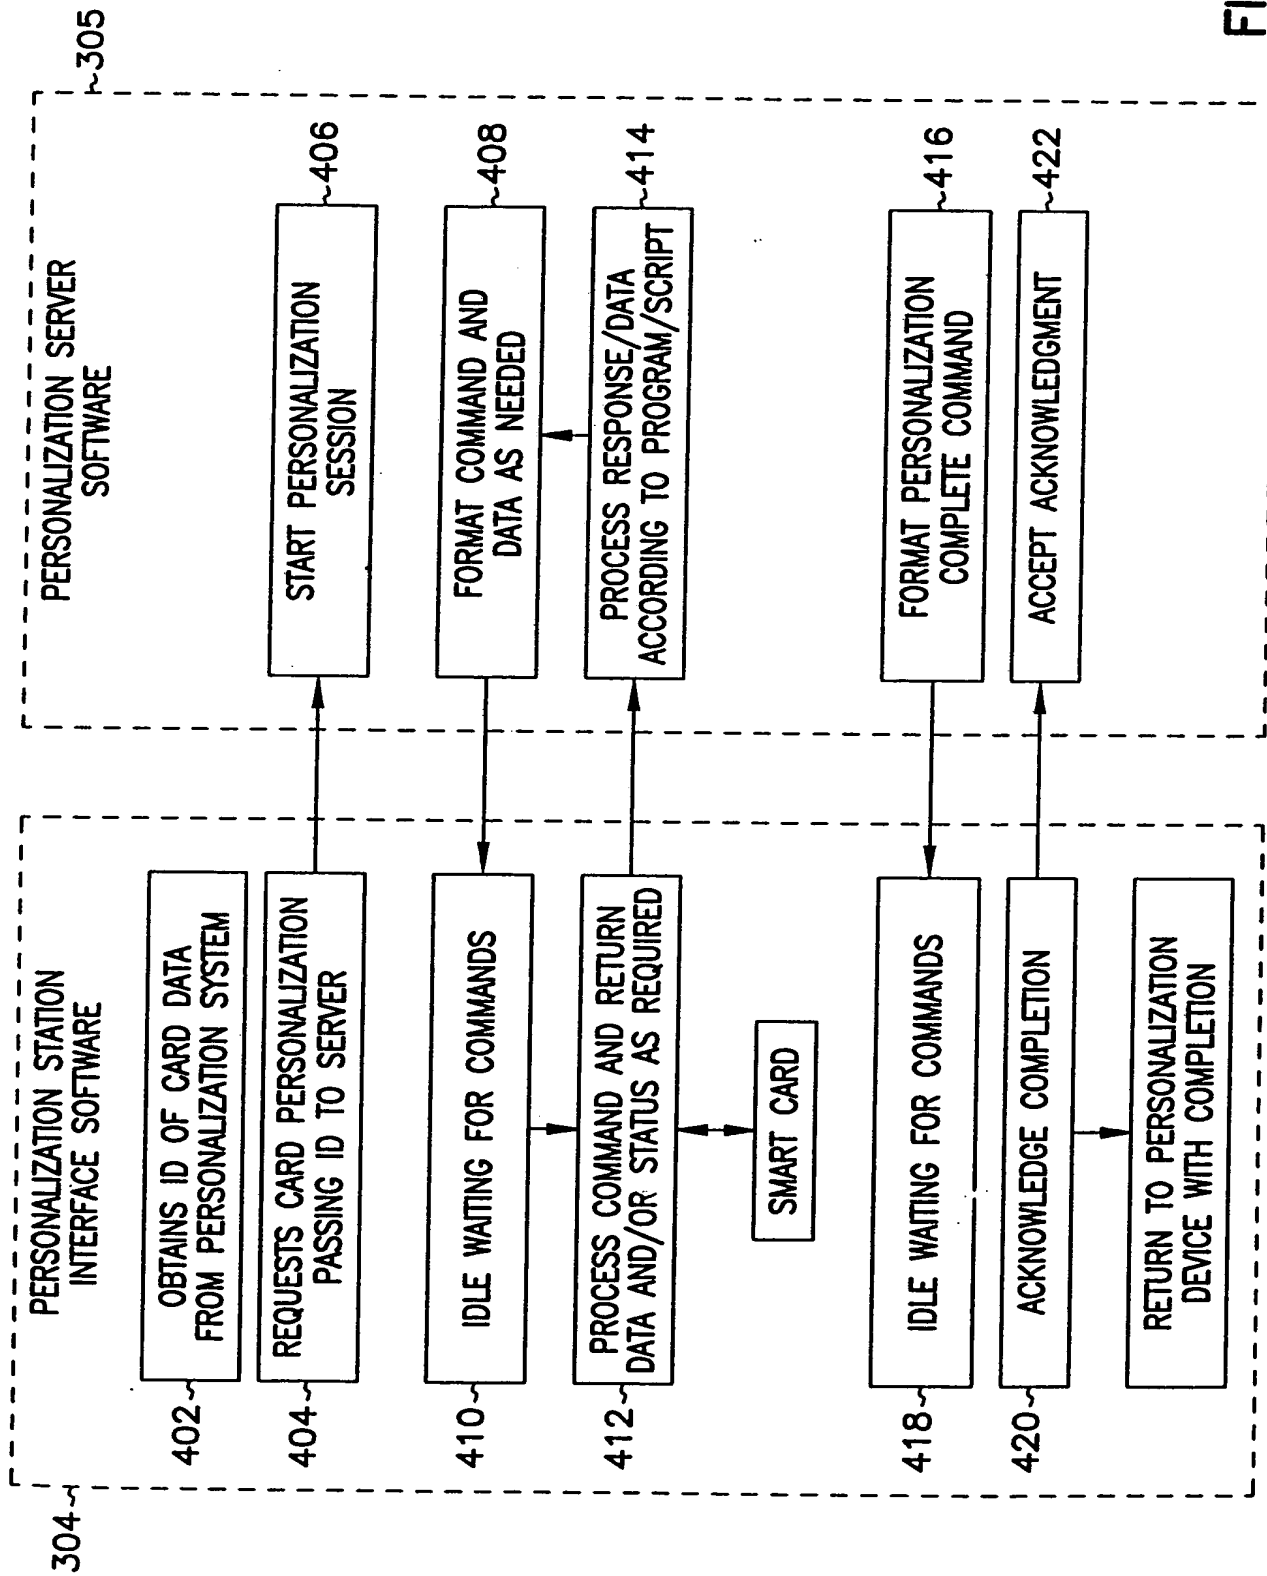 304
PERSONALIZATION STATION
INTERFACE SOFTWARE
402
OBTAINS ID OF CARD DATA
FROM PERSONALIZATION SYSTEM
404
REQUESTS CARD PERSONALIZATION
PASSING ID TO SERVER
410
IDLE WAITING FOR COMMANDS
412
PROCESS COMMAND AND RETURN
DATA AND/OR STATUS AS REQUIRED
SMART CARD
418
IDLE WAITING FOR COMMANDS
420
ACKNOWLEDGE COMPLETION
RETURN TO PERSONALIZATION
DEVICE WITH COMPLETION
305
PERSONALIZATION SERVER
SOFTWARE
START PERSONALIZATION
SESSION
406
FORMAT COMMAND AND
DATA AS NEEDED
408
PROCESS RESPONSE/DATA
ACCORDING TO PROGRAM/SCRIPT
414
FORMAT PERSONALIZATION
COMPLETE COMMAND
416
ACCEPT ACKNOWLEDGMENT
422